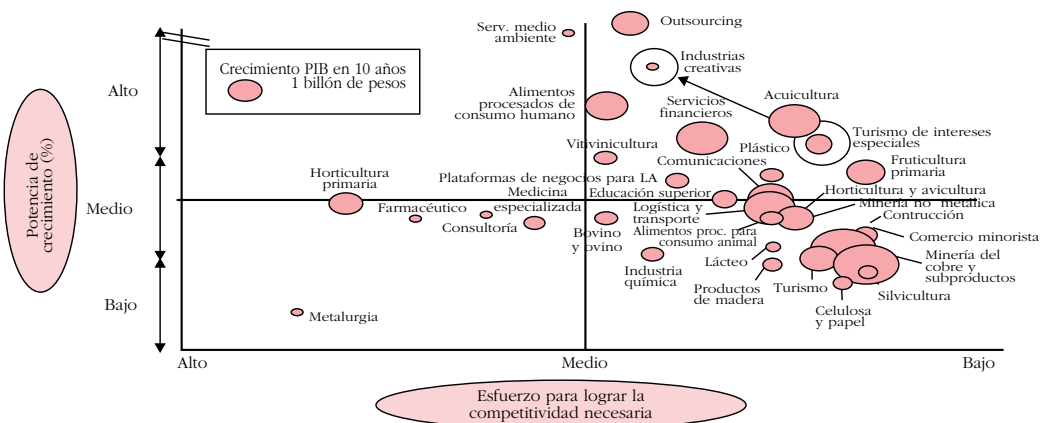 Serv. medio
ambiente
Outsourcing
Crecimiento PIB en 10 años
1 billón de pesos
Industrias
creativas
Alto
Alimentos
procesados de
consumo humano
Servicios
financieros
Acuicultura
Turismo de intereses
especiales
Potencia de
crecimiento (%)
Vitivinicultura
Plástico
Comunicaciones
Fruticultura
primaria
Horticultura
primaria
Plataformas de negocios para LA
Medicina
especializada
Educación superior
Horticultura y avicultura
Medio
Farmacéutico
Consultoría
Logística y
transporte
Minería no metálica
Contrucción
Bovino
y ovino
Alimentos proc. para
consumo animal
Comercio minorista
Industria
química
Lácteo
Minería del
cobre y
subproductos
Productos
de madera
Turismo
Silvicultura
Bajo
Metalurgia
Celulosa
y papel
Alto
Medio
Bajo
Esfuerzo para lograr la
competitividad necesaria